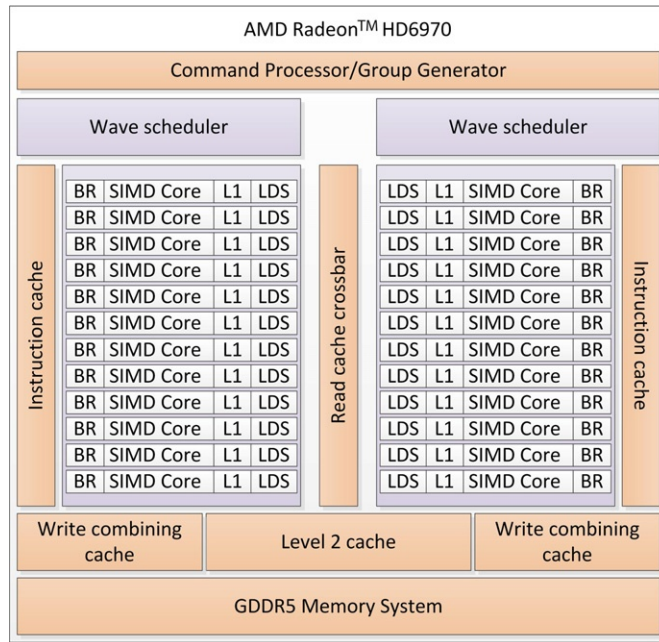 AMD Radeon™ HD6970
Command Processor/Group Generator
Wave scheduler
Wave scheduler
Instruction cache
BR SIMD Core L1 LDS
BR SIMD Core L1 LDS
BR SIMD Core L1 LDS
BR SIMD Core L1 LDS
BR SIMD Core L1 LDS
BR SIMD Core L1 LDS
BR SIMD Core L1 LDS
BR SIMD Core L1 LDS
BR SIMD Core L1 LDS
BR SIMD Core L1 LDS
BR SIMD Core L1 LDS
BR SIMD Core L1 LDS
Read cache crossbar
LDS L1 SIMD Core BR
LDS L1 SIMD Core BR
LDS L1 SIMD Core BR
LDS L1 SIMD Core BR
LDS L1 SIMD Core BR
LDS L1 SIMD Core BR
LDS L1 SIMD Core BR
LDS L1 SIMD Core BR
LDS L1 SIMD Core BR
LDS L1 SIMD Core BR
LDS L1 SIMD Core BR
LDS L1 SIMD Core BR
Instruction cache
Write combining
cache
Level 2 cache
Write combining
cache
GDDR5 Memory System